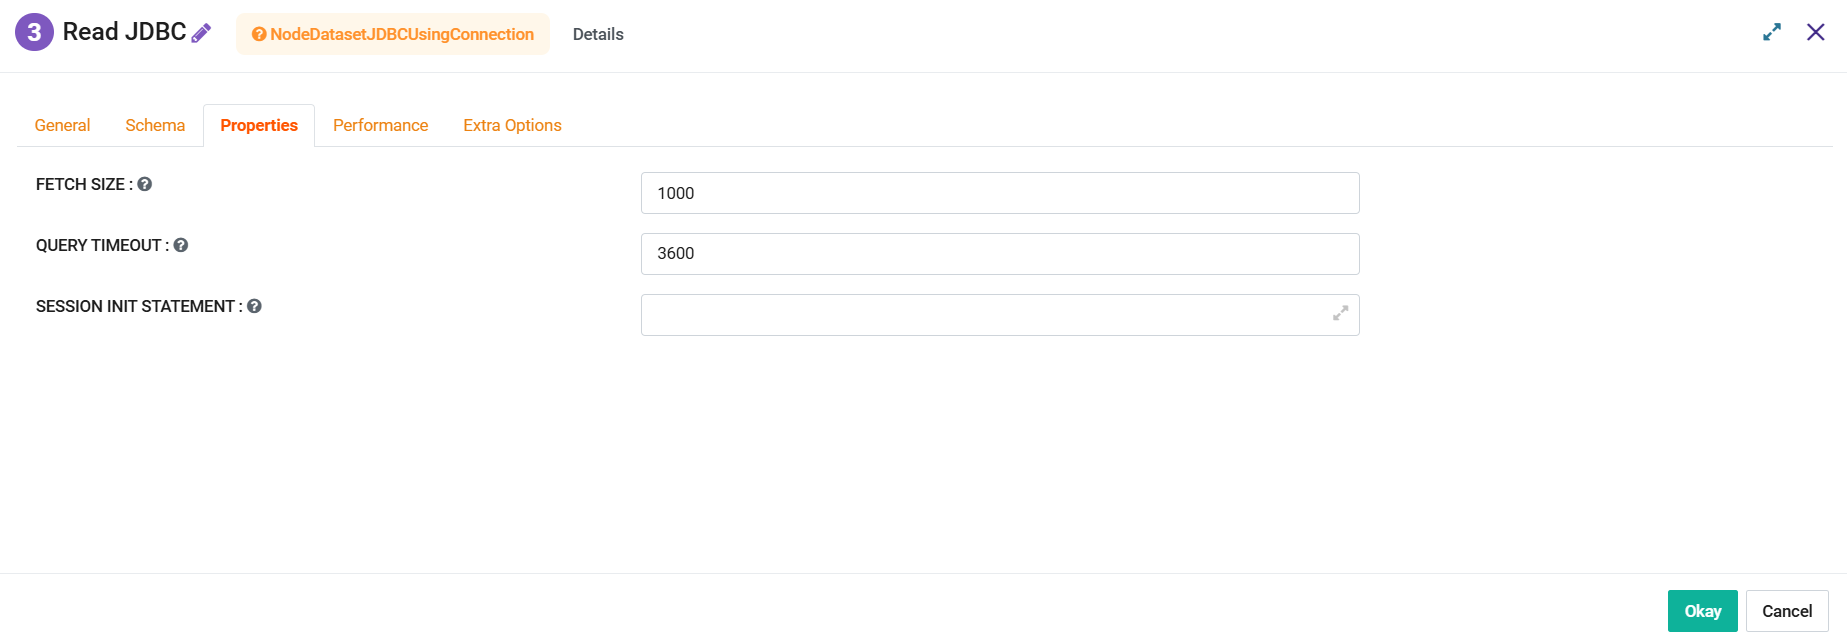 3 Read JDBC NodeDatasetJDBCUsingConnection Details
General Schema Properties Performance Extra Options
FETCH SIZE : 1000
QUERY TIMEOUT : 3600
SESSION INIT STATEMENT :
Okay Cancel